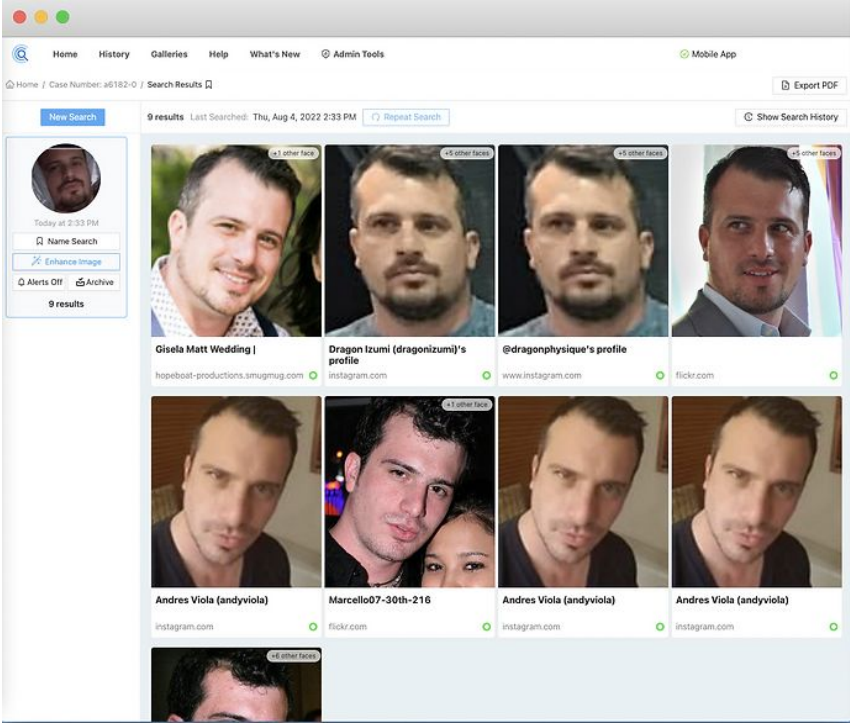 Home History Galleries Help What's New Admin Tools Mobile App
Home / Case Number: a6182-0 / Search Results Export PDF
New Search 9 results Last Searched: Thu, Aug 4, 2022 2:33 PM Repeat Search Show Search History
Today at 2:33 PM
Name Search
Enhance Image
Alerts Off Archive
9 results
+1 other face
Gisela Matt Wedding |
hopeboat-productions.smugmug.com
+5 other faces
Dragon Izumi (dragonizumi)'s
profile
instagram.com
+5 other faces
@dragonphysique's profile
www.instagram.com
+5 other faces
flickr.com
Andres Viola (andyviola)
instagram.com
+1 other face
Marcello07-30th-216
flickr.com
Andres Viola (andyviola)
instagram.com
Andres Viola (andyviola)
instagram.com
+6 other faces